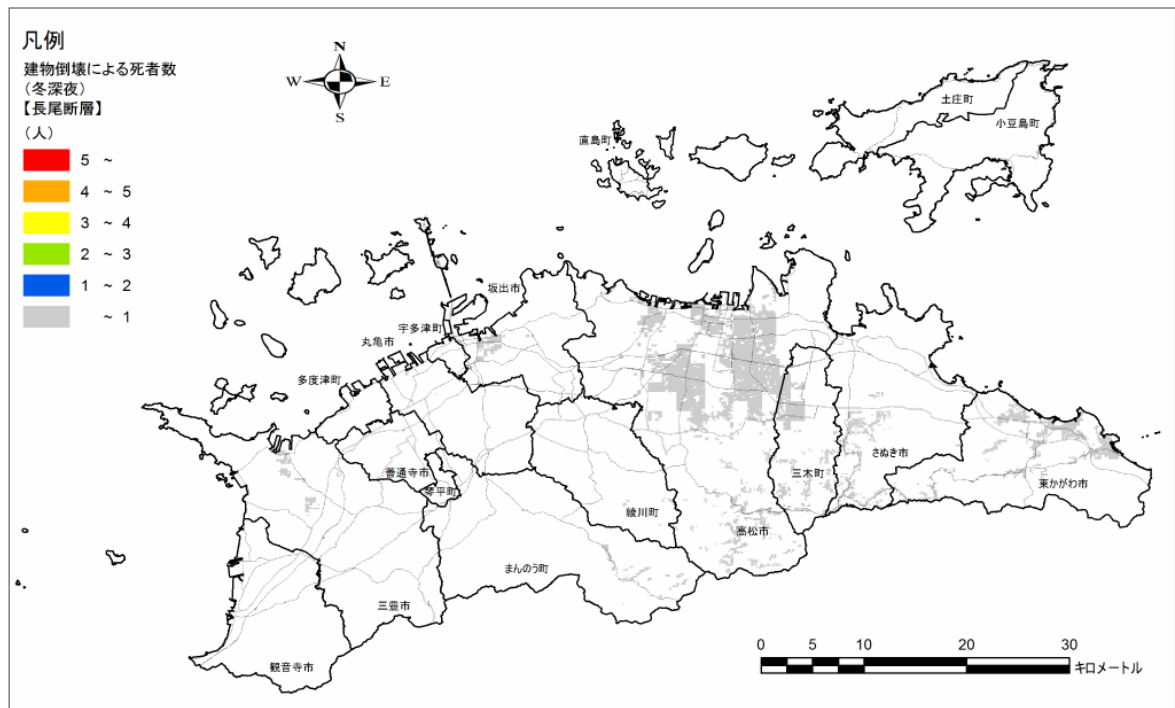 凡例
建物倒壊による死者数
（冬深夜）
【長尾断層】
（人）
5 ～
4 ～ 5
3 ～ 4
2 ～ 3
1 ～ 2
～ 1
N
W E
S
土庄町
小豆島町
直島町
坂出市
宇多津町
丸亀市
多度津町
善通寺市
琴平町
さぬき市
三木町
東かがわ市
綾川町
高松市
まんのう町
三豊市
観音寺市
0 5 10 20 30
キロメートル